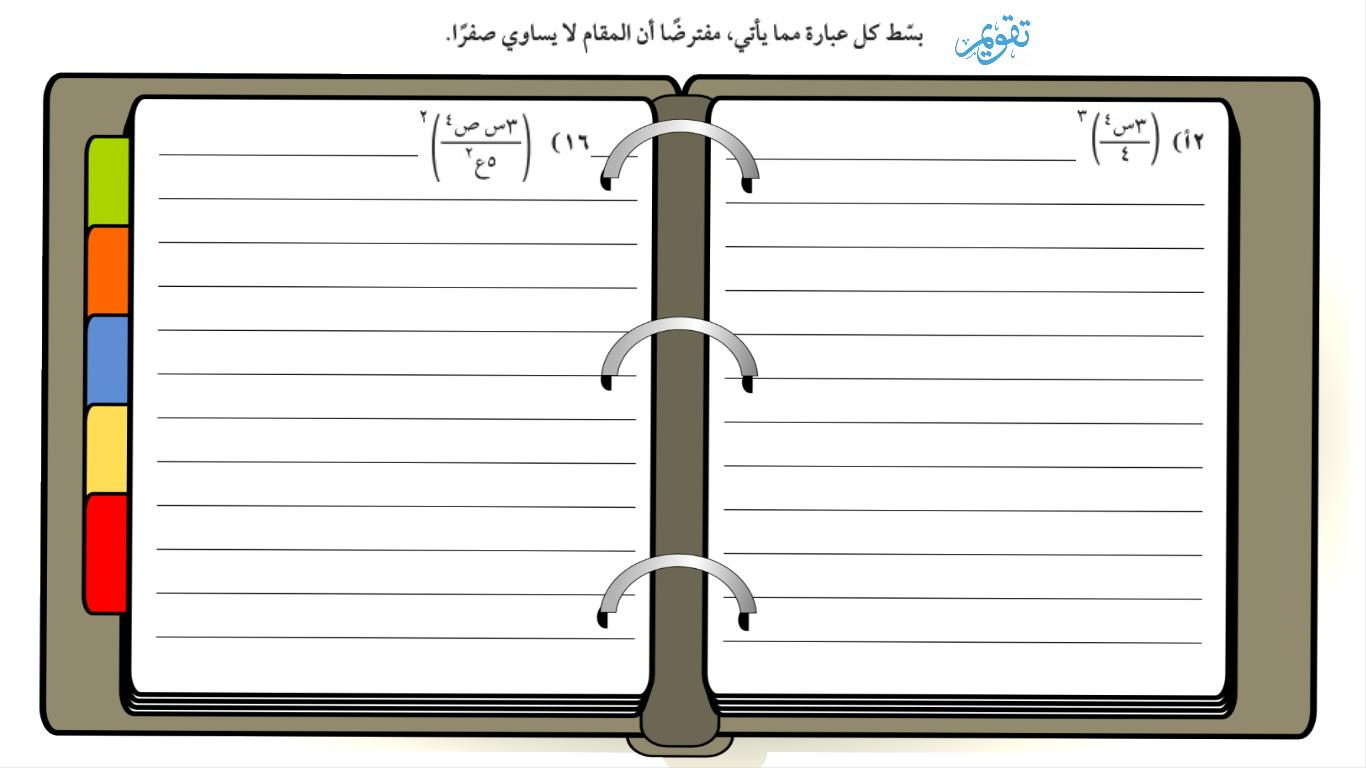 تقويم بسّط كل عبارة مما يأتي، مفترضًا أن المقام لا يساوي صفرًا.
٢أ) (٣س٤/٤)٣
١٦) (٣س ص٤/٥ع٢)٢